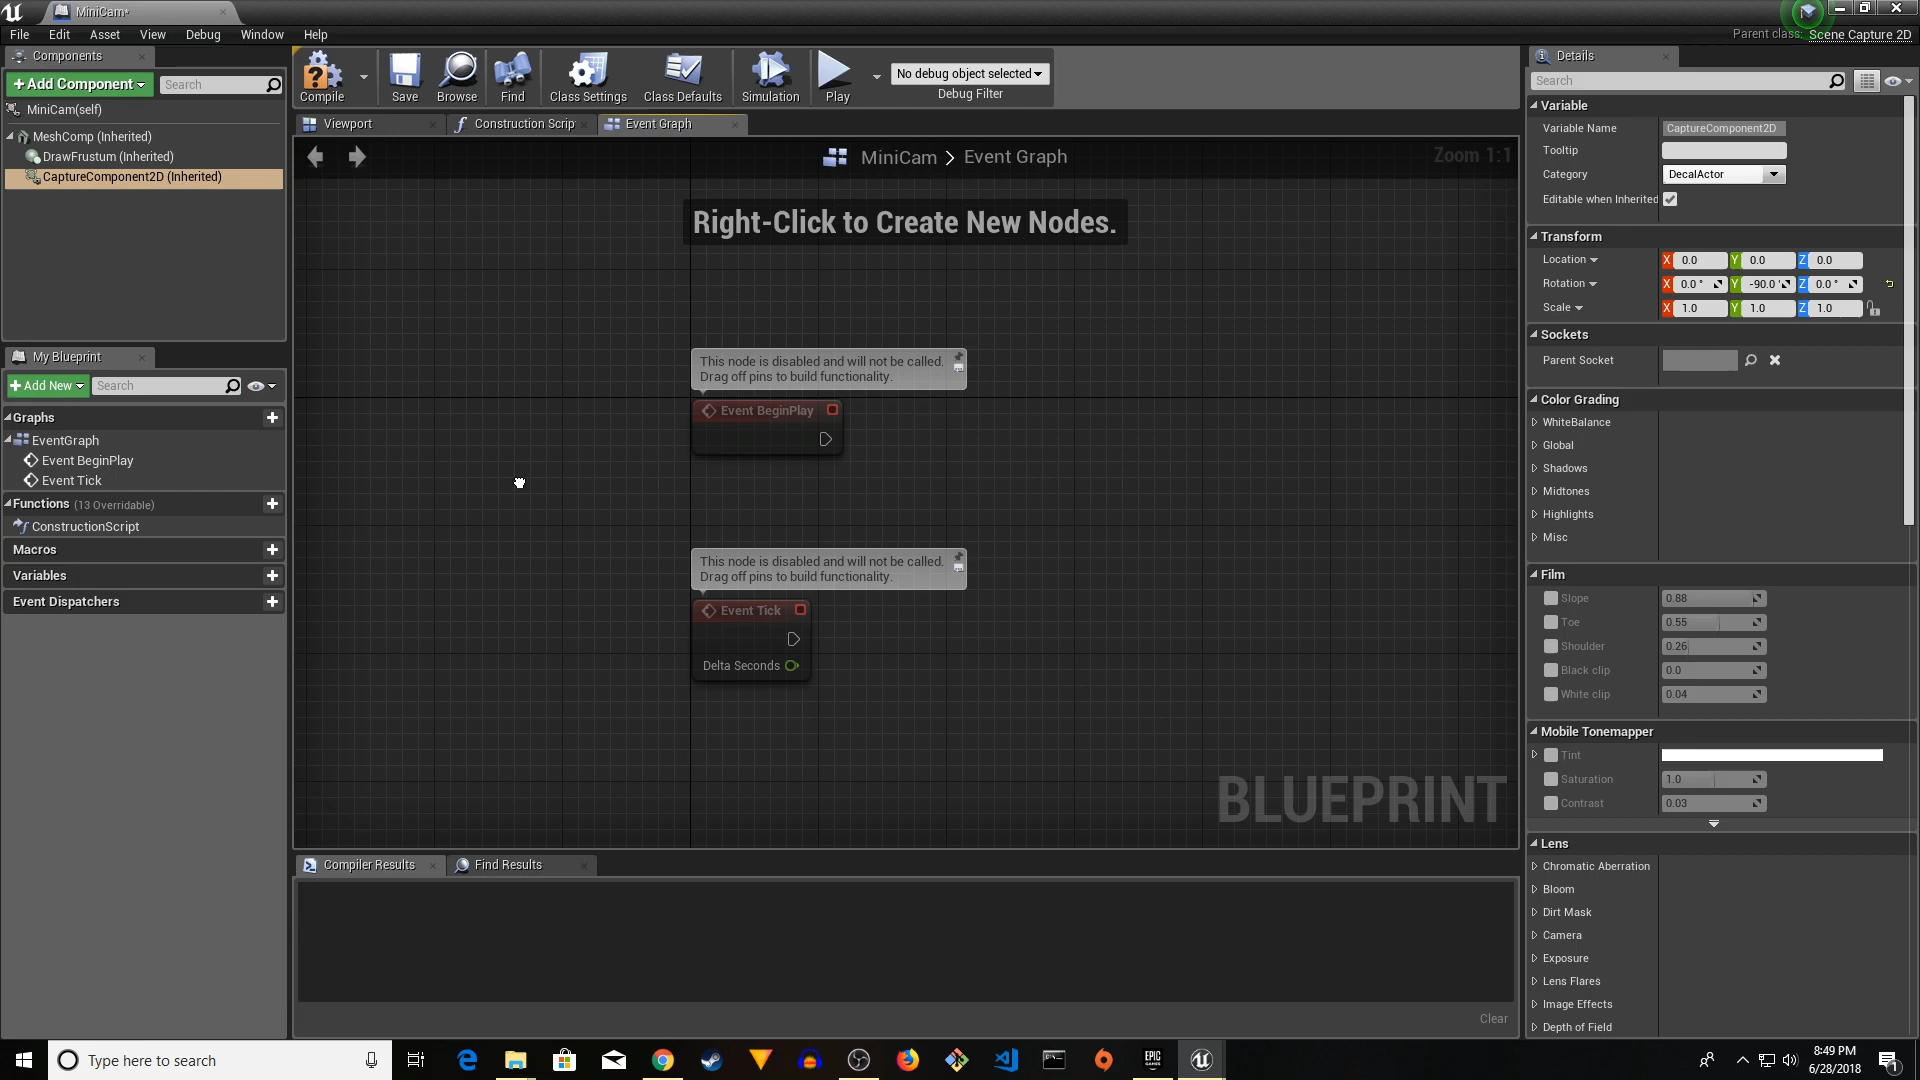 MiniCam*
File Edit Asset View Debug Window Help
Parent class: Scene Capture 2D
Components
+Add Component
Search
MiniCam(self)
MeshComp (Inherited)
DrawFrustum (Inherited)
CaptureComponent2D (Inherited)
Compile
Save
Browse
Find
Class Settings
Class Defaults
Simulation
Play
No debug object selected
Debug Filter
Viewport
Construction Scrip
Event Graph
MiniCam > Event Graph
Zoom 1:1
Right-Click to Create New Nodes.
This node is disabled and will not be called.
Drag off pins to build functionality.
Event BeginPlay
This node is disabled and will not be called.
Drag off pins to build functionality.
Event Tick
Delta Seconds
BLUEPRINT
My Blueprint
+Add New
Search
Graphs
EventGraph
Event BeginPlay
Event Tick
Functions (13 Overridable)
ConstructionScript
Macros
Variables
Event Dispatchers
Compiler Results
Find Results
Clear
Details
Search
Variable
Variable Name CaptureComponent2D
Tooltip
Category DecalActor
Editable when Inherited
Transform
Location X 0.0 Y 0.0 Z 0.0
Rotation X 0.0 ° Y -90.0 ° Z 0.0 °
Scale X 1.0 Y 1.0 Z 1.0
Sockets
Parent Socket
Color Grading
WhiteBalance
Global
Shadows
Midtones
Highlights
Misc
Film
Slope 0.88
Toe 0.55
Shoulder 0.26
Black clip 0.0
White clip 0.04
Mobile Tonemapper
Tint
Saturation 1.0
Contrast 0.03
Lens
Chromatic Aberration
Bloom
Dirt Mask
Camera
Exposure
Lens Flares
Image Effects
Depth of Field
Type here to search
EPIC
GAMES
8:49 PM
6/28/2018
1